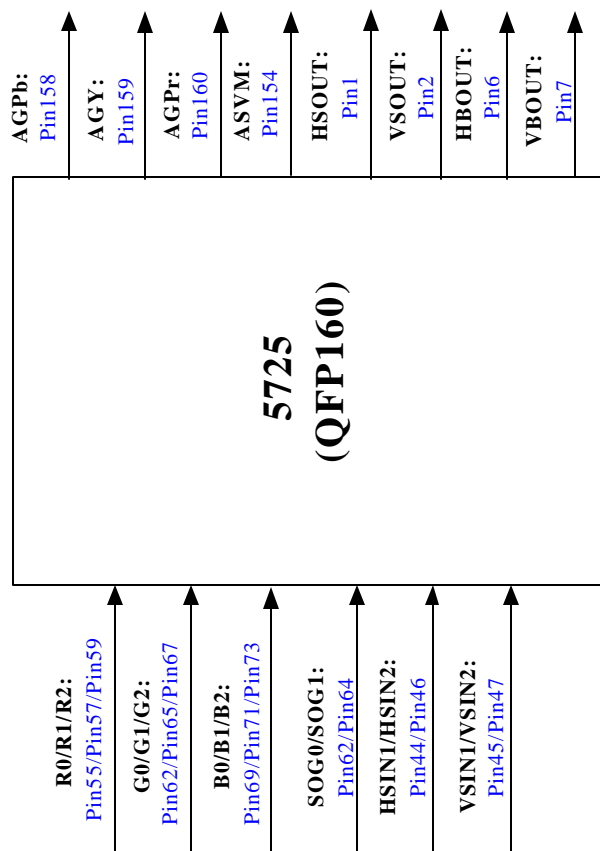 AGPb:
Pin158
AGY:
Pin159
AGPr:
Pin160
ASVM:
Pin154
HSOUT:
Pin1
VSOUT:
Pin2
HBOUT:
Pin6
VBOUT:
Pin7
5725
(QFP160)
R0/R1/R2:
Pin55/Pin57/Pin59
G0/G1/G2:
Pin62/Pin65/Pin67
B0/B1/B2:
Pin69/Pin71/Pin73
SOG0/SOG1:
Pin62/Pin64
HSIN1/HSIN2:
Pin44/Pin46
VSIN1/VSIN2:
Pin45/Pin47